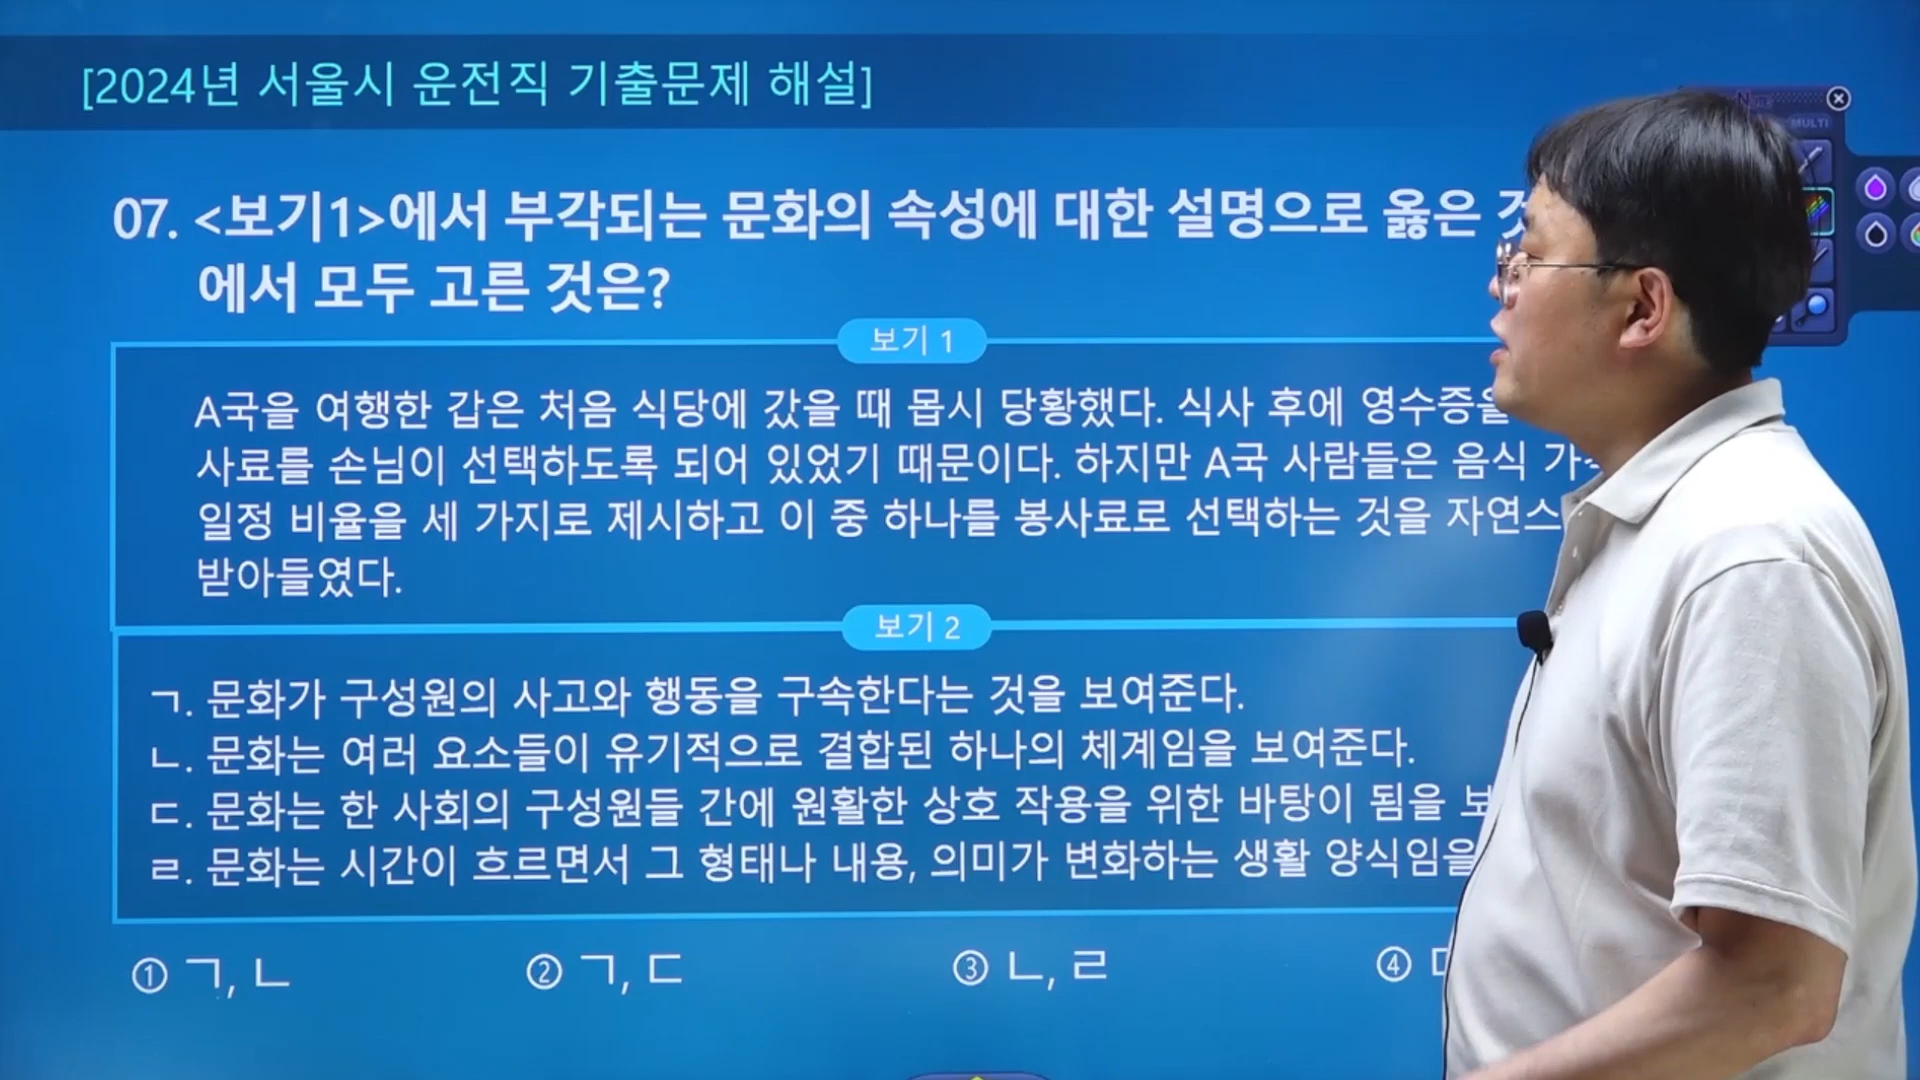 [2024년 서울시 운전직 기출문제 해설]
07. <보기1>에서 부각되는 문화의 속성에 대한 설명으로 옳은
에서 모두 고른 것은?
보기 1
A국을 여행한 갑은 처음 식당에 갔을 때 몹시 당황했다. 식사 후에 영수증을
사료를 손님이 선택하도록 되어 있었기 때문이다. 하지만 A국 사람들은 음식
일정 비율을 세 가지로 제시하고 이 중 하나를 봉사료로 선택하는 것을
받아들였다.
보기 2
ㄱ. 문화가 구성원의 사고와 행동을 구속한다는 것을 보여준다.
ㄴ. 문화는 여러 요소들이 유기적으로 결합된 하나의 체계임을 보여준다.
ㄷ. 문화는 한 사회의 구성원들 간에 원활한 상호 작용을 위한 바탕이 됨을
ㄹ. 문화는 시간이 흐르면서 그 형태나 내용, 의미가 변화하는 생활 양식임을
① ㄱ, ㄴ ② ㄱ, ㄷ ③ ㄴ, ㄹ ④
MULTI